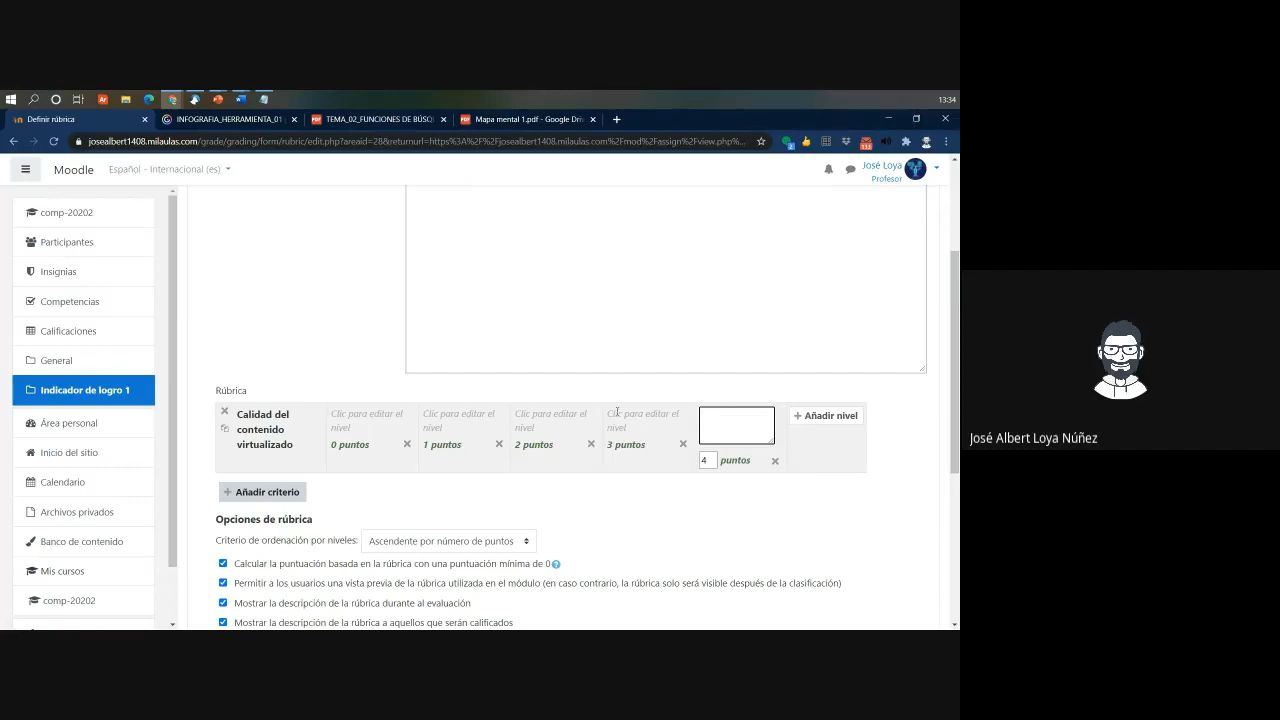 13:34
Definir rúbrica
INFOGRAFIA_HERRAMIENTA_01
TEMA_02_FUNCIONES DE BÚSQ
Mapa mental 1.pdf - Google Dri
josealbert1408.milaulas.com/grade/grading/form/rubric/edit.php?areaid=28&returnurl=https%3A%2F%2Fjosealbert1408.milaulas.com%2Fmod%2Fassign%2Fview.php%...
Moodle
Español - Internacional (es)
José Loya
Profesor
comp-20202
Participantes
Insignias
Competencias
Calificaciones
General
Indicador de logro 1
Área personal
Inicio del sitio
Calendario
Archivos privados
Banco de contenido
Mis cursos
comp-20202
Rúbrica
Calidad del
contenido
virtualizado
Clic para editar el
nivel
0 puntos
Clic para editar el
nivel
1 puntos
Clic para editar el
nivel
2 puntos
Clic para editar el
nivel
3 puntos
4 puntos
Añadir nivel
Añadir criterio
Opciones de rúbrica
Criterio de ordenación por niveles: Ascendente por número de puntos
Calcular la puntuación basada en la rúbrica con una puntuación mínima de 0
Permitir a los usuarios una vista previa de la rúbrica utilizada en el módulo (en caso contrario, la rúbrica solo será visible después de la clasificación)
Mostrar la descripción de la rúbrica durante al evaluación
Mostrar la descripción de la rúbrica a aquellos que serán calificados
José Albert Loya Núñez